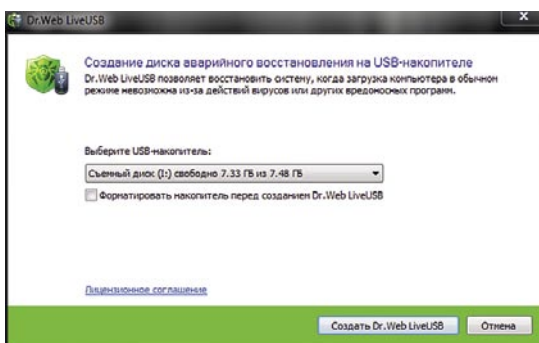 Dr.Web LiveUSB
Создание диска аварийного восстановления на USB-накопителе
Dr.Web LiveUSB позволяет восстановить систему, когда загрузка компьютера в обычном
режиме невозможна из-за действий вирусов или других вредоносных программ.
Выберите USB-накопитель:
Съемный диск (I:) свободно 7.33 ГБ из 7.48 ГБ
Форматировать накопитель перед созданием Dr.Web LiveUSB
Лицензионное соглашение
Создать Dr.Web LiveUSB Отмена